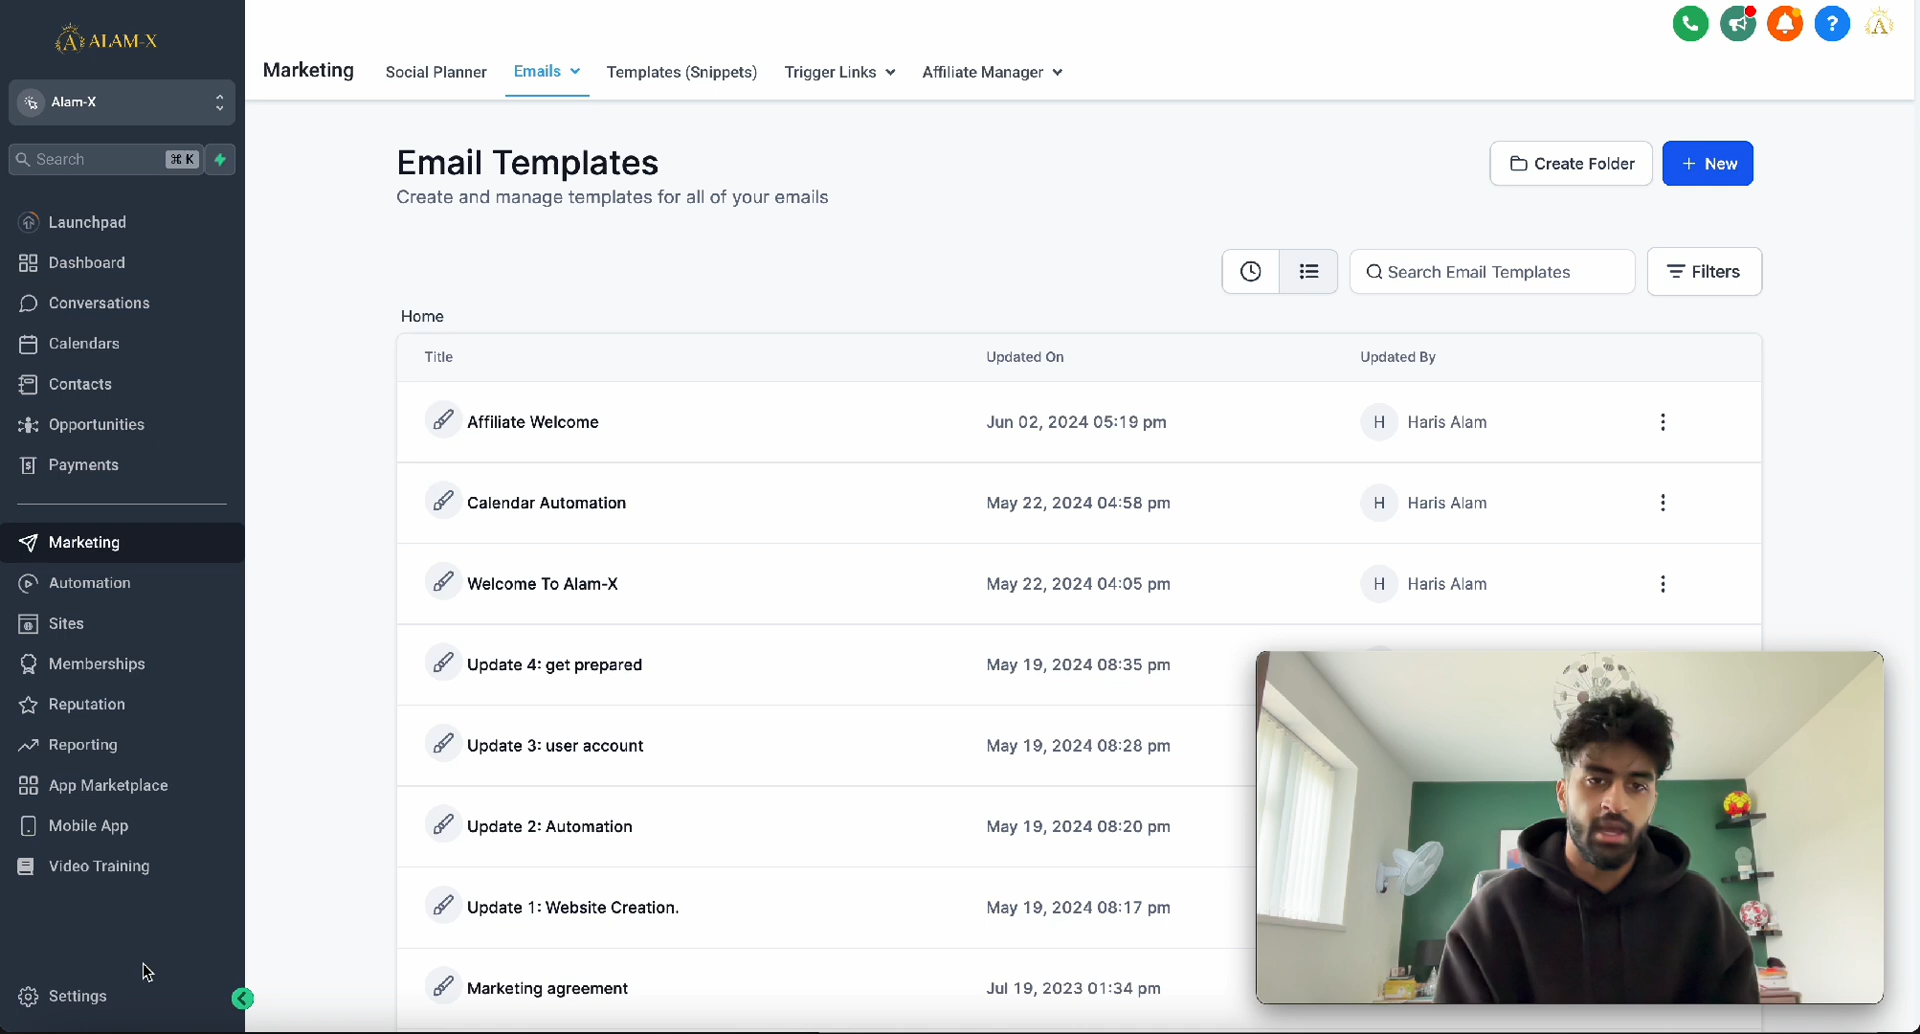 ALAM-X
Alam-X
Search
⌘ K
Launchpad
Dashboard
Conversations
Calendars
Contacts
Opportunities
Payments
Marketing
Automation
Sites
Memberships
Reputation
Reporting
App Marketplace
Mobile App
Video Training
Settings
Marketing Social Planner Emails Templates (Snippets) Trigger Links Affiliate Manager
?
Email Templates
Create and manage templates for all of your emails
Create Folder
+ New
Search Email Templates
Filters
Home
Title Updated On Updated By
Affiliate Welcome Jun 02, 2024 05:19 pm H Haris Alam
Calendar Automation May 22, 2024 04:58 pm H Haris Alam
Welcome To Alam-X May 22, 2024 04:05 pm H Haris Alam
Update 4: get prepared May 19, 2024 08:35 pm
Update 3: user account May 19, 2024 08:28 pm
Update 2: Automation May 19, 2024 08:20 pm
Update 1: Website Creation. May 19, 2024 08:17 pm
Marketing agreement Jul 19, 2023 01:34 pm